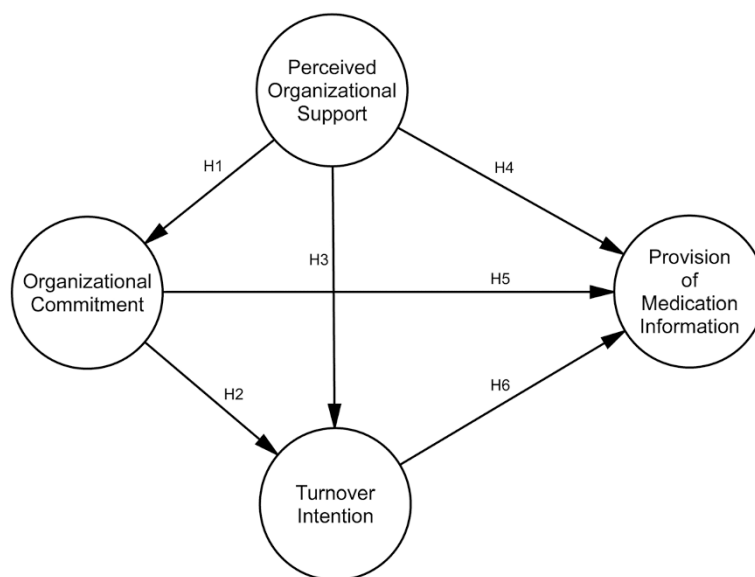 Perceived
Organizational
Support
H1
H4
Organizational
Commitment
H3
H5
Provision
of
Medication
Information
H2
H6
Turnover
Intention